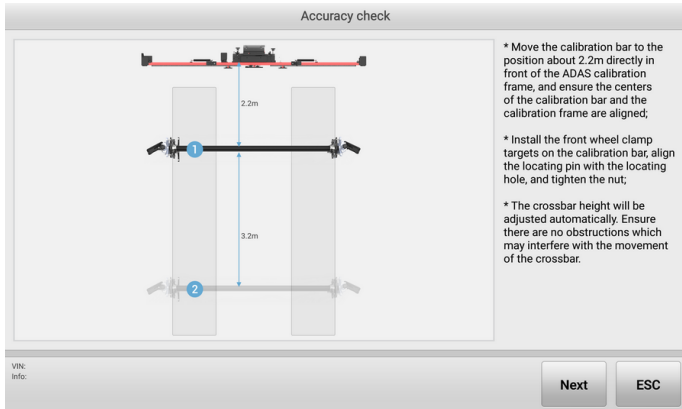 Accuracy check
2.2m
1
3.2m
2
* Move the calibration bar to the
position about 2.2m directly in
front of the ADAS calibration
frame, and ensure the centers
of the calibration bar and the
calibration frame are aligned;
* Install the front wheel clamp
targets on the calibration bar, align
the locating pin with the locating
hole, and tighten the nut;
* The crossbar height will be
adjusted automatically. Ensure
there are no obstructions which
may interfere with the movement
of the crossbar.
VIN:
Info:
Next
ESC